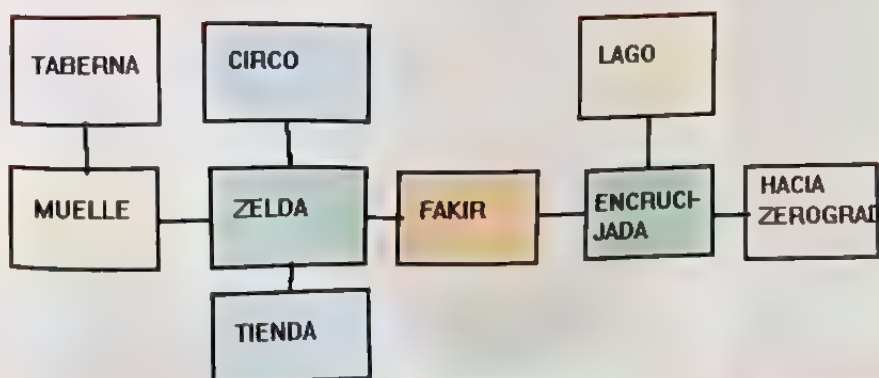 TABERNA
CIRCO
LAGO
MUELLE
ZELDA
FAKIR
ENCRUCI-
JADA
HACIA
ZEROGRAD
TIENDA